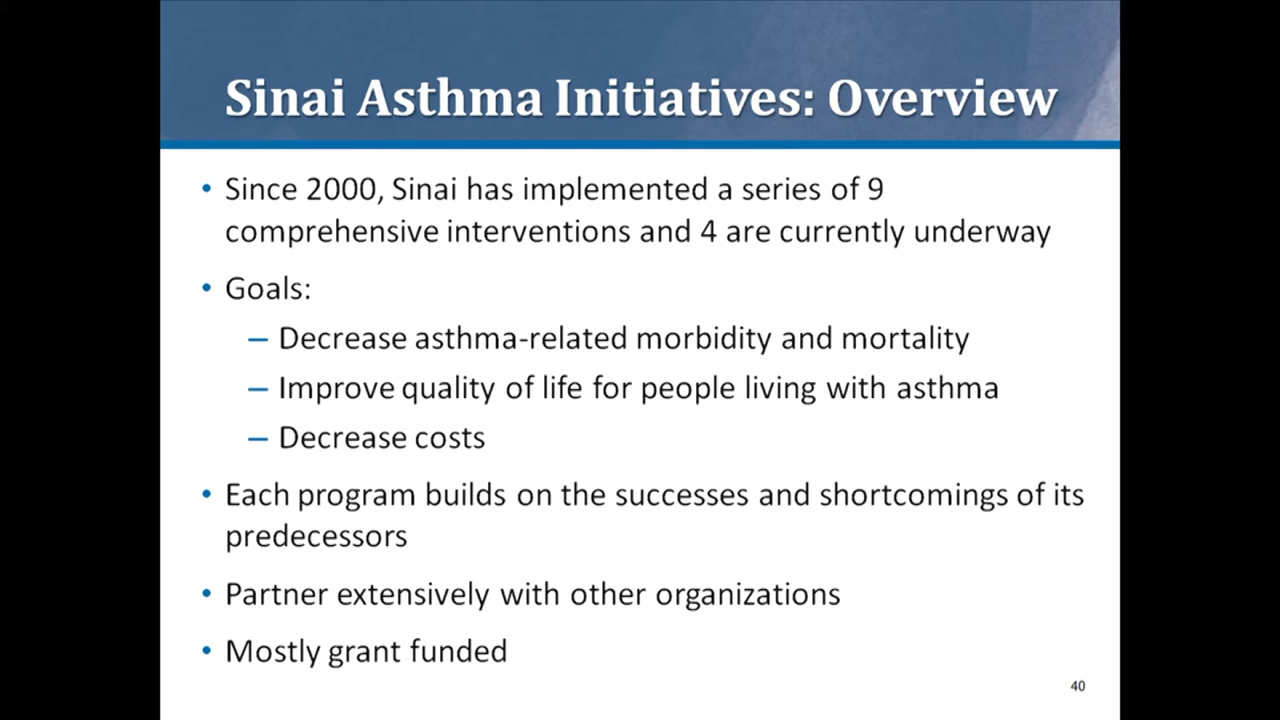 Sinai Asthma Initiatives: Overview
• Since 2000, Sinai has implemented a series of 9
comprehensive interventions and 4 are currently underway
• Goals:
– Decrease asthma-related morbidity and mortality
– Improve quality of life for people living with asthma
– Decrease costs
• Each program builds on the successes and shortcomings of its
predecessors
• Partner extensively with other organizations
• Mostly grant funded
40